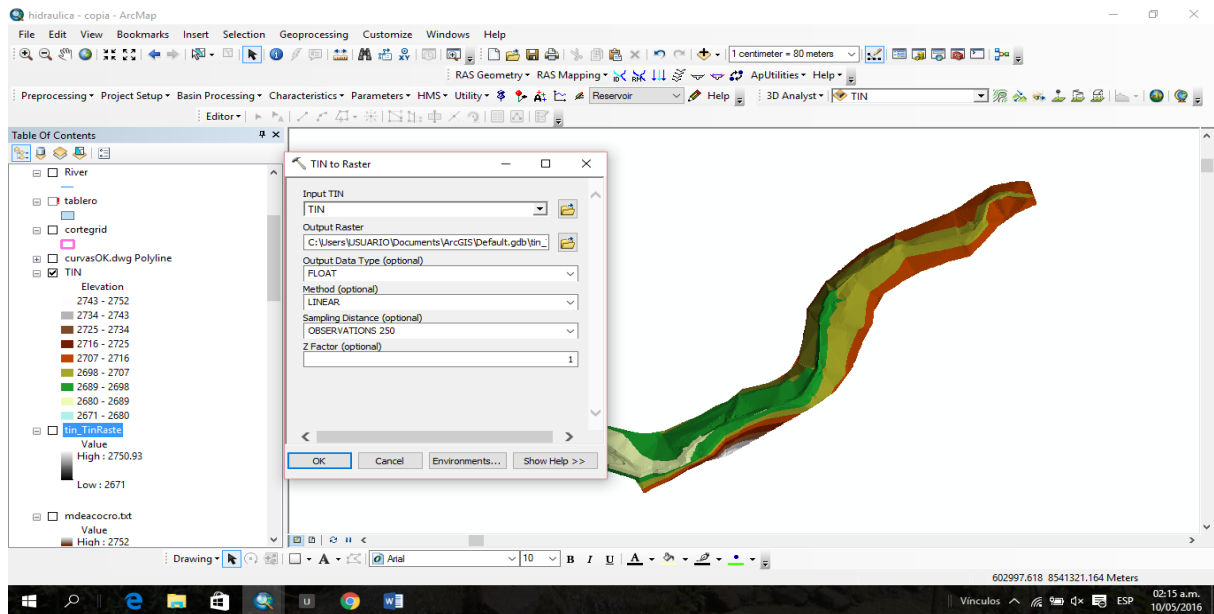 hidraulica - copia - ArcMap
File Edit View Bookmarks Insert Selection Geoprocessing Customize Windows Help
1 centimeter = 80 meters
RAS Geometry RAS Mapping ApUtilities Help
Preprocessing Project Setup Basin Processing Characteristics Parameters HMS Utility Reservoir Help 3D Analyst TIN
Editor
Table Of Contents
River
tablero
cortegrid
curvasOK.dwg Polyline
TIN
Elevation
2743 - 2752
2734 - 2743
2725 - 2734
2716 - 2725
2707 - 2716
2698 - 2707
2689 - 2698
2680 - 2689
2671 - 2680
tin_TinRaste
Value
High : 2750.93
Low : 2671
mdeacocro.txt
Value
High : 2752
TIN to Raster
Input TIN
TIN
Output Raster
C:\Users\USUARIO\Documents\ArcGIS\Default.gdb\tin_
Output Data Type (optional)
FLOAT
Method (optional)
LINEAR
Sampling Distance (optional)
OBSERVATIONS 250
Z Factor (optional)
1
OK Cancel Environments... Show Help >>
Drawing A Arial 10 B I U A
602997.618 8541321.164 Meters
Vínculos ESP 02:15 a.m.
10/05/2016